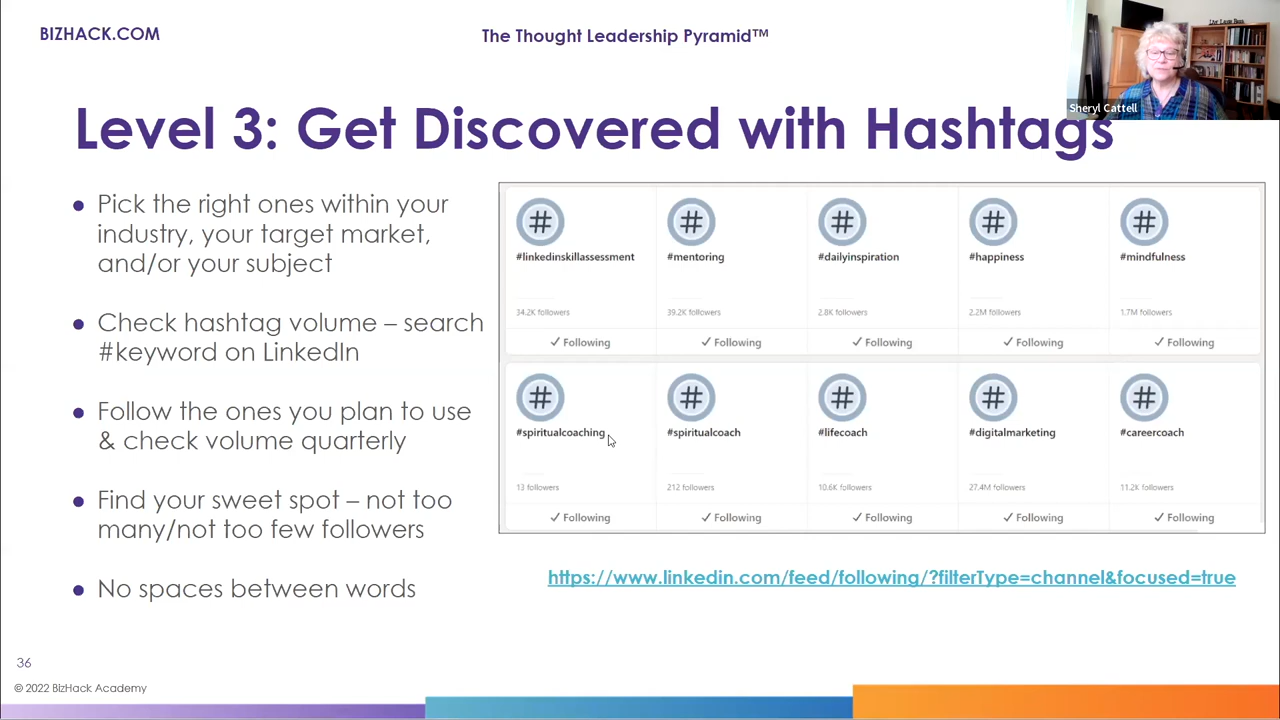 BIZHACK.COM
The Thought Leadership Pyramid™
Sheryl Cattell
Level 3: Get Discovered with Hashtags
● Pick the right ones within your
industry, your target market,
and/or your subject
● Check hashtag volume – search
#keyword on LinkedIn
● Follow the ones you plan to use
& check volume quarterly
● Find your sweet spot – not too
many/not too few followers
● No spaces between words
#linkedinskillassessment
34.2K followers
✓ Following
#mentoring
39.2K followers
✓ Following
#dailyinspiration
2.8K followers
✓ Following
#happiness
2.2M followers
✓ Following
#mindfulness
1.7M followers
✓ Following
#spiritualcoaching
13 followers
✓ Following
#spiritualcoach
212 followers
✓ Following
#lifecoach
10.6K followers
✓ Following
#digitalmarketing
27.4M followers
✓ Following
#careercoach
11.2K followers
✓ Following
https://www.linkedin.com/feed/following/?filterType=channel&focused=true
36
© 2022 BizHack Academy